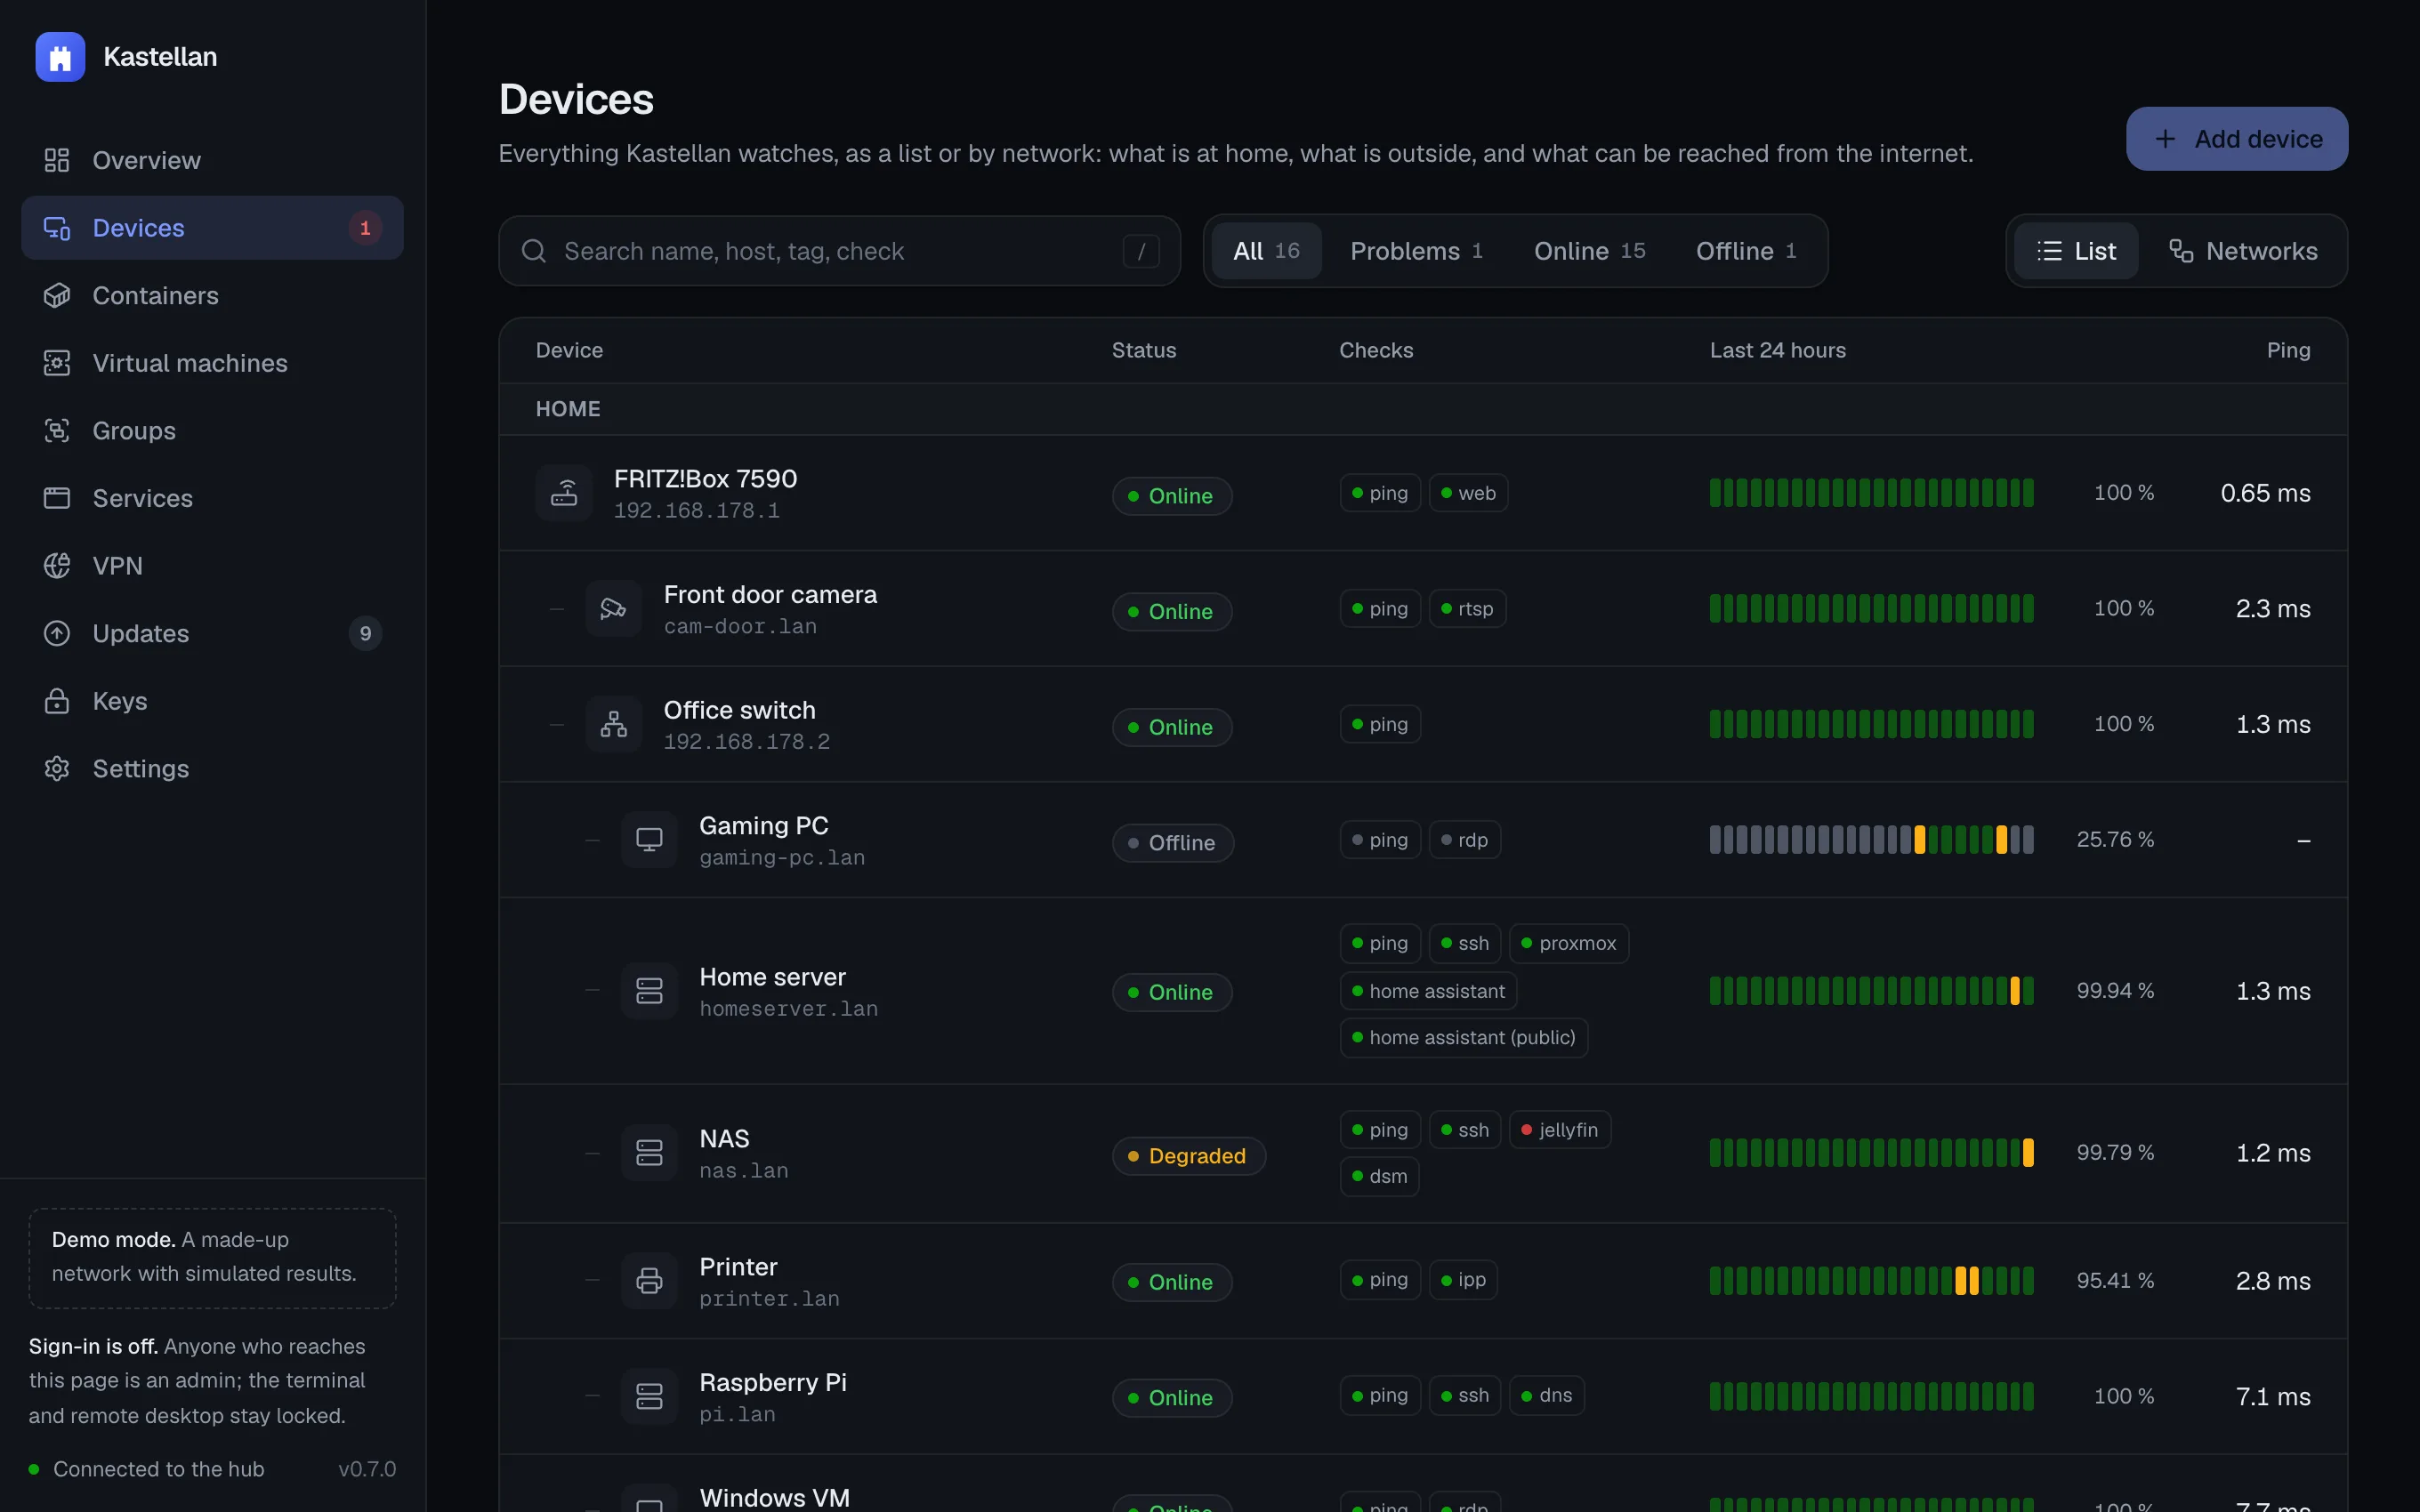 Kastellan
Overview
Devices 1
Containers
Virtual machines
Groups
Services
VPN
Updates 9
Keys
Settings
Demo mode. A made-up
network with simulated results.
Sign-in is off. Anyone who reaches
this page is an admin; the terminal
and remote desktop stay locked.
Connected to the hub v0.7.0
Devices
Everything Kastellan watches, as a list or by network: what is at home, what is outside, and what can be reached from the internet.
Add device
Search name, host, tag, check /
All 16 Problems 1 Online 15 Offline 1
List Networks
Device Status Checks Last 24 hours Ping
HOME
FRITZ!Box 7590
192.168.178.1
Online ping web 100 % 0.65 ms
Front door camera
cam-door.lan
Online ping rtsp 100 % 2.3 ms
Office switch
192.168.178.2
Online ping 100 % 1.3 ms
Gaming PC
gaming-pc.lan
Offline ping rdp 25.76 % –
Home server
homeserver.lan
Online ping ssh proxmox
home assistant
home assistant (public)
99.94 % 1.3 ms
NAS
nas.lan
Degraded ping ssh jellyfin
dsm
99.79 % 1.2 ms
Printer
printer.lan
Online ping ipp 95.41 % 2.8 ms
Raspberry Pi
pi.lan
Online ping ssh dns 100 % 7.1 ms
Windows VM
Online ping rdp 100 % 7.7 ms